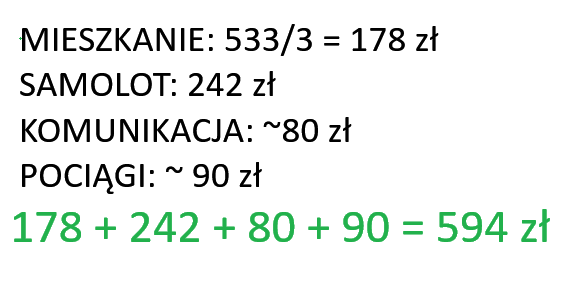 MIESZKANIE: 533/3 = 178 zł
SAMOLOT: 242 zł
KOMUNIKACJA: ~80 zł
POCIĄGI: ~ 90 zł
178 + 242 + 80 + 90 = 594 zł